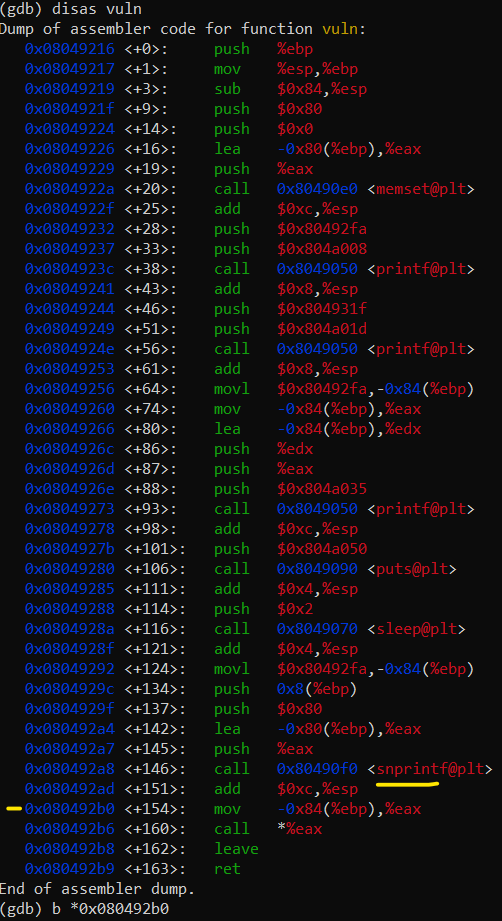 (gdb) disas vuln
Dump of assembler code for function vuln:
   0x08049216 <+0>:     push   %ebp
   0x08049217 <+1>:     mov    %esp,%ebp
   0x08049219 <+3>:     sub    $0x84,%esp
   0x0804921f <+9>:     push   $0x80
   0x08049224 <+14>:    push   $0x0
   0x08049226 <+16>:    lea    -0x80(%ebp),%eax
   0x08049229 <+19>:    push   %eax
   0x0804922a <+20>:    call   0x80490e0 <memset@plt>
   0x0804922f <+25>:    add    $0xc,%esp
   0x08049232 <+28>:    push   $0x80492fa
   0x08049237 <+33>:    push   $0x804a008
   0x0804923c <+38>:    call   0x8049050 <printf@plt>
   0x08049241 <+43>:    add    $0x8,%esp
   0x08049244 <+46>:    push   $0x804931f
   0x08049249 <+51>:    push   $0x804a01d
   0x0804924e <+56>:    call   0x8049050 <printf@plt>
   0x08049253 <+61>:    add    $0x8,%esp
   0x08049256 <+64>:    movl   $0x80492fa,-0x84(%ebp)
   0x08049260 <+74>:    mov    -0x84(%ebp),%eax
   0x08049266 <+80>:    lea    -0x84(%ebp),%edx
   0x0804926c <+86>:    push   %edx
   0x0804926d <+87>:    push   %eax
   0x0804926e <+88>:    push   $0x804a035
   0x08049273 <+93>:    call   0x8049050 <printf@plt>
   0x08049278 <+98>:    add    $0xc,%esp
   0x0804927b <+101>:   push   $0x804a050
   0x08049280 <+106>:   call   0x8049090 <puts@plt>
   0x08049285 <+111>:   add    $0x4,%esp
   0x08049288 <+114>:   push   $0x2
   0x0804928a <+116>:   call   0x8049070 <sleep@plt>
   0x0804928f <+121>:   add    $0x4,%esp
   0x08049292 <+124>:   movl   $0x80492fa,-0x84(%ebp)
   0x0804929c <+134>:   push   0x8(%ebp)
   0x0804929f <+137>:   push   $0x80
   0x080492a4 <+142>:   lea    -0x80(%ebp),%eax
   0x080492a7 <+145>:   push   %eax
   0x080492a8 <+146>:   call   0x80490f0 <snprintf@plt>
   0x080492ad <+151>:   add    $0xc,%esp
   0x080492b0 <+154>:   mov    -0x84(%ebp),%eax
   0x080492b6 <+160>:   call   *%eax
   0x080492b8 <+162>:   leave
   0x080492b9 <+163>:   ret
End of assembler dump.
(gdb) b *0x080492b0